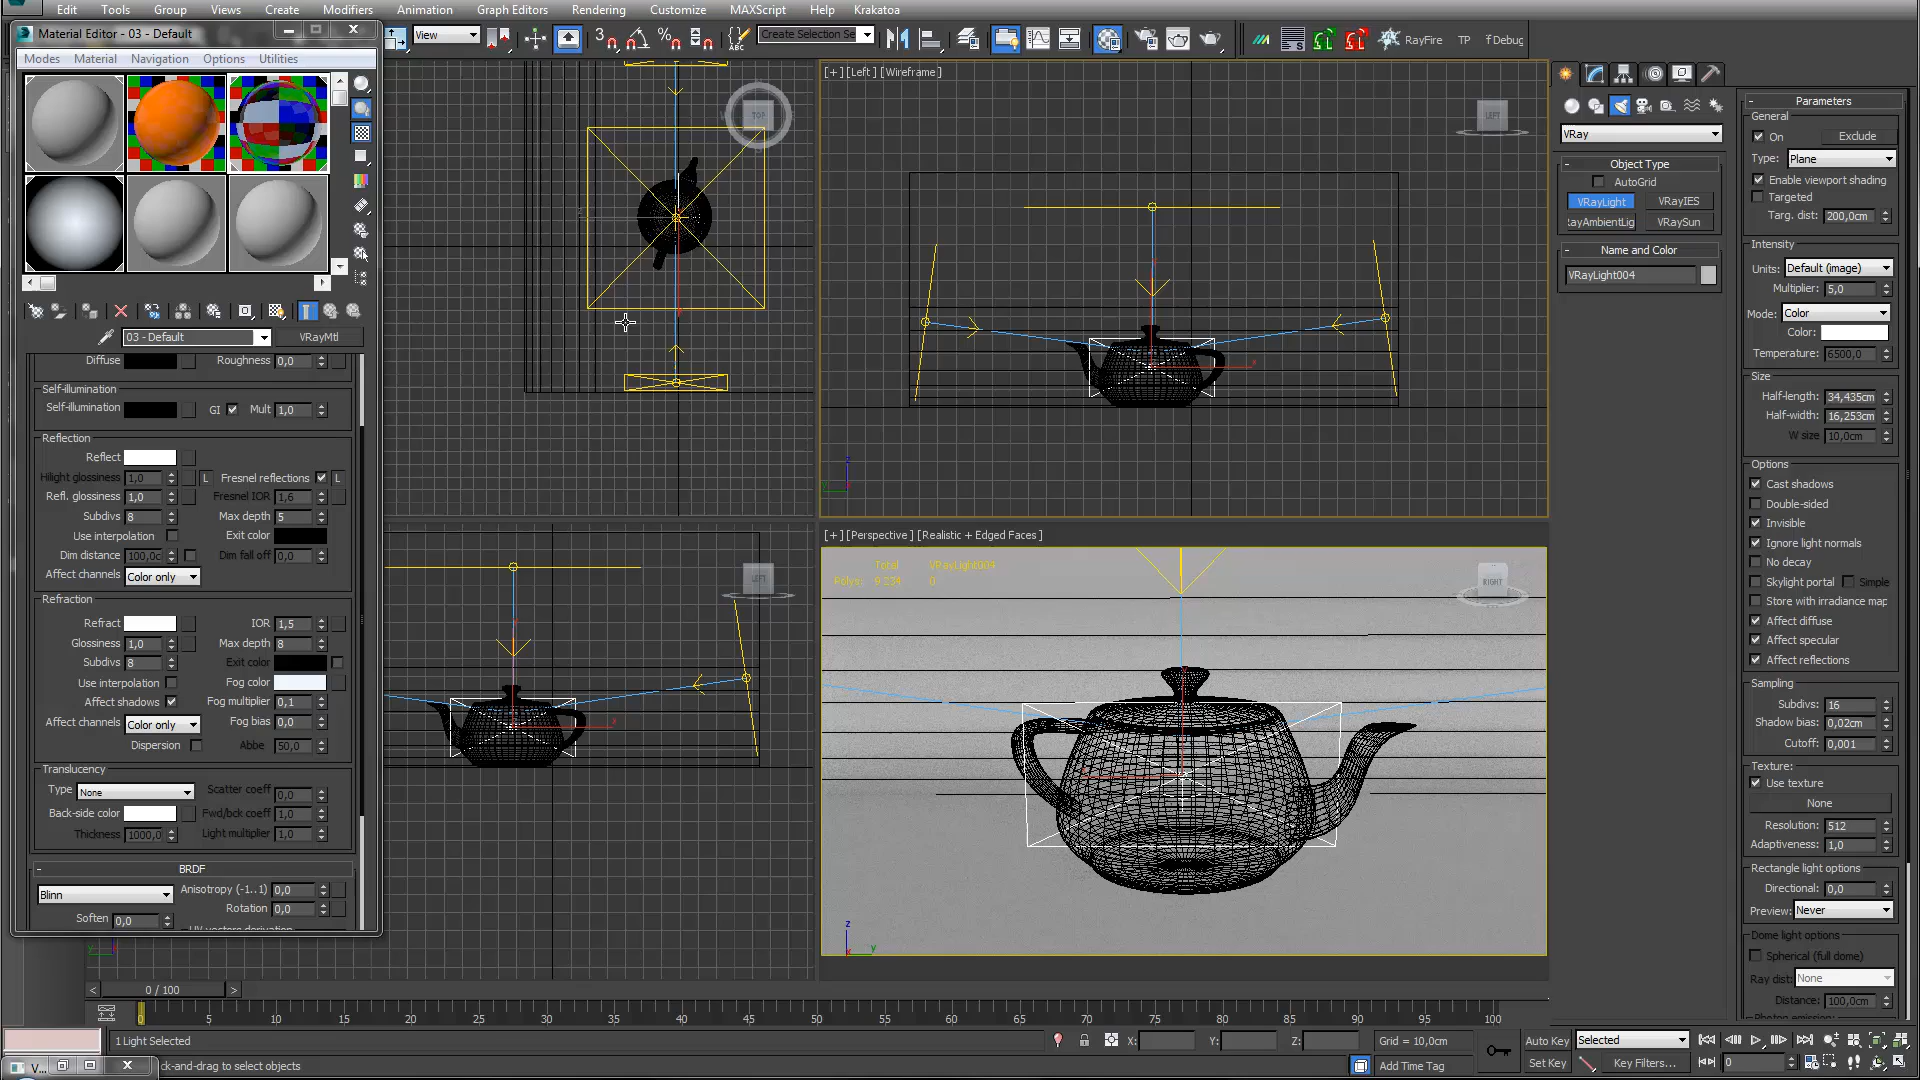 Edit Tools Group Views Create Modifiers Animation Graph Editors Rendering Customize MAXScript Help Krakatoa
Material Editor - 03 - Default
View
Create Selection Se
RayFire TP f Debug
Modes Material Navigation Options Utilities
[+] [Left] [Wireframe]
TOP
LEFT
03 - Default VRayMtl
Diffuse Roughness 0,0
Self-illumination
Self-illumination GI Mult 1,0
Reflection
Reflect
Hilight glossiness 1,0 L Fresnel reflections L
Refl. glossiness 1,0 Fresnel IOR 1,6
Subdivs 8 Max depth 5
Use interpolation Exit color
Dim distance 100,0c Dim fall off 0,0
Affect channels Color only
Refraction
Refract IOR 1,5
Glossiness 1,0 Max depth 8
Subdivs 8 Exit color
Use interpolation Fog color
Affect shadows Fog multiplier 0,1
Affect channels Color only Fog bias 0,0
Dispersion Abbe 50,0
Translucency
Type None Scatter coeff 0,0
Back-side color Fwd/bck coeff 1,0
Thickness 1000,0 Light multiplier 1,0
- BRDF
Blinn Anisotropy (-1..1) 0,0
Rotation 0,0
Soften 0,0
LEFT
[+] [Perspective] [Realistic + Edged Faces]
Total VRayLight004
Polys: 9 234 0
RIGHT
z
y
VRay
- Object Type
AutoGrid
VRayLight VRayIES
RayAmbientLig VRaySun
- Name and Color
VRayLight004
- Parameters
General
On Exclude
Type: Plane
Enable viewport shading
Targeted
Targ. dist: 200,0cm
Intensity
Units: Default (image)
Multiplier: 5,0
Mode: Color
Color:
Temperature: 6500,0
Size
Half-length: 34,435cm
Half-width: 16,253cm
W size 10,0cm
Options
Cast shadows
Double-sided
Invisible
Ignore light normals
No decay
Skylight portal Simple
Store with irradiance map
Affect diffuse
Affect specular
Affect reflections
Sampling
Subdivs: 16
Shadow bias: 0,02cm
Cutoff: 0,001
Texture:
Use texture
None
Resolution: 512
Adaptiveness: 1,0
Rectangle light options
Directional: 0,0
Preview: Never
Dome light options
Spherical (full dome)
Ray dist: None
Distance: 100,0cm
< 0 / 100 >
0 5 10 15 20 25 30 35 40 45 50 55 60 65 70 75 80 85 90 95 100
1 Light Selected X: Y: Z: Grid = 10,0cm Auto Key Selected
V... ck-and-drag to select objects Add Time Tag Set Key Key Filters... 0